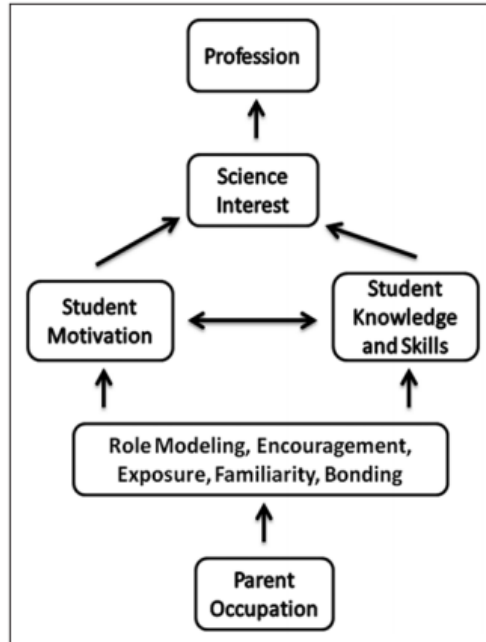 Profession
Science
Interest
Student
Motivation
Student
Knowledge
and Skills
Role Modeling, Encouragement,
Exposure, Familiarity, Bonding
Parent
Occupation